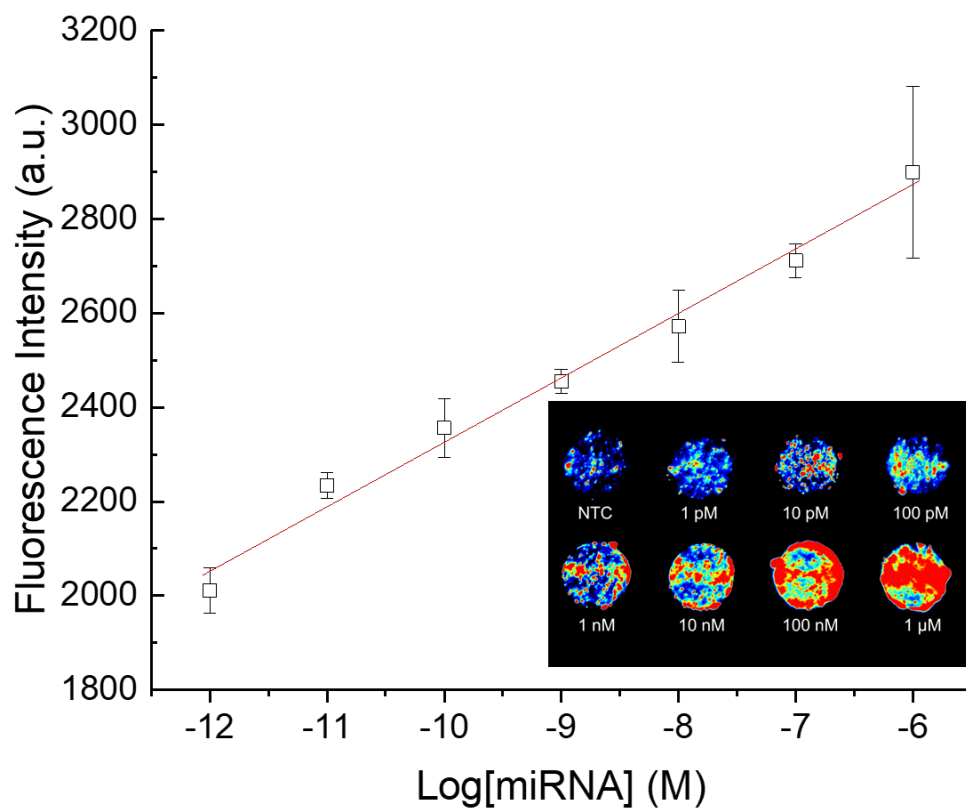 Fluorescence Intensity (a.u.)
3200
3000
2800
2600
2400
2200
2000
1800
NTC 1 pM 10 pM 100 pM
1 nM 10 nM 100 nM 1 µM
-12 -11 -10 -9 -8 -7 -6
Log[miRNA] (M)